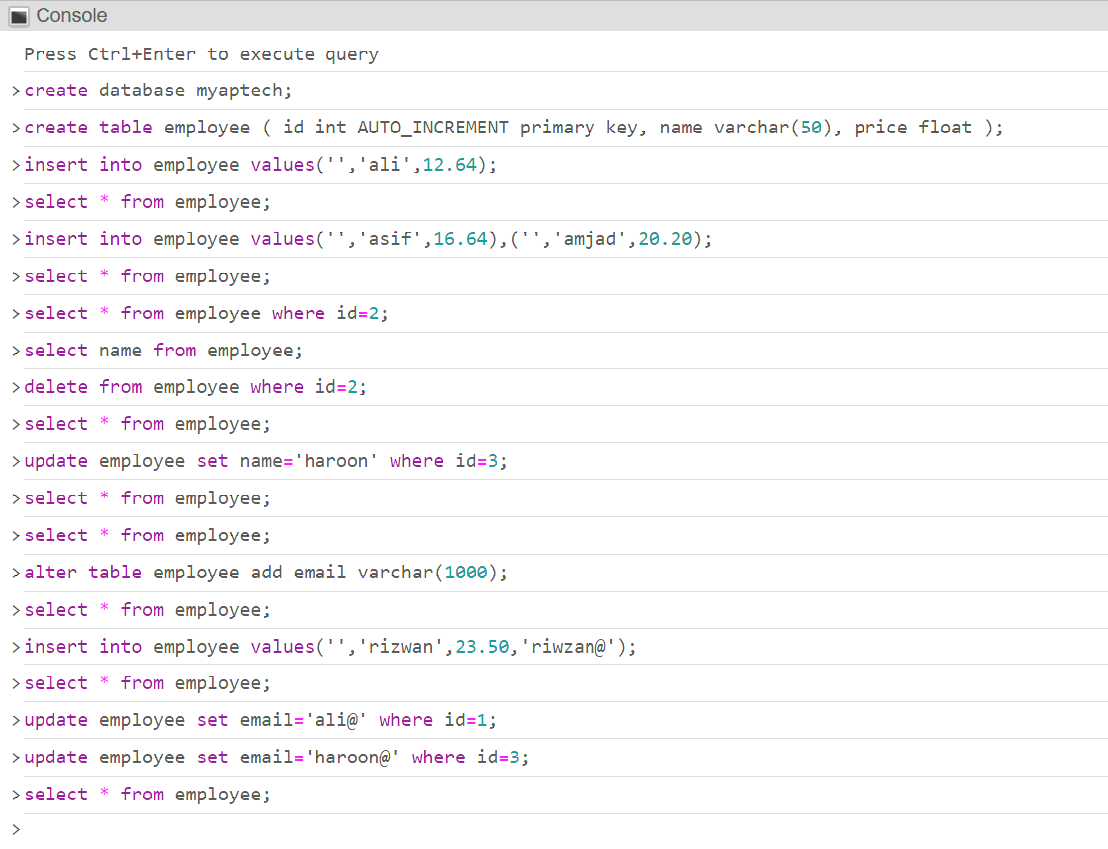 Console
Press Ctrl+Enter to execute query
>create database myaptech;
>create table employee ( id int AUTO_INCREMENT primary key, name varchar(50), price float );
>insert into employee values('','ali',12.64);
>select * from employee;
>insert into employee values('','asif',16.64),('','amjad',20.20);
>select * from employee;
>select * from employee where id=2;
>select name from employee;
>delete from employee where id=2;
>select * from employee;
>update employee set name='haroon' where id=3;
>select * from employee;
>select * from employee;
>alter table employee add email varchar(1000);
>select * from employee;
>insert into employee values('','rizwan',23.50,'riwzan@');
>select * from employee;
>update employee set email='ali@' where id=1;
>update employee set email='haroon@' where id=3;
>select * from employee;
>